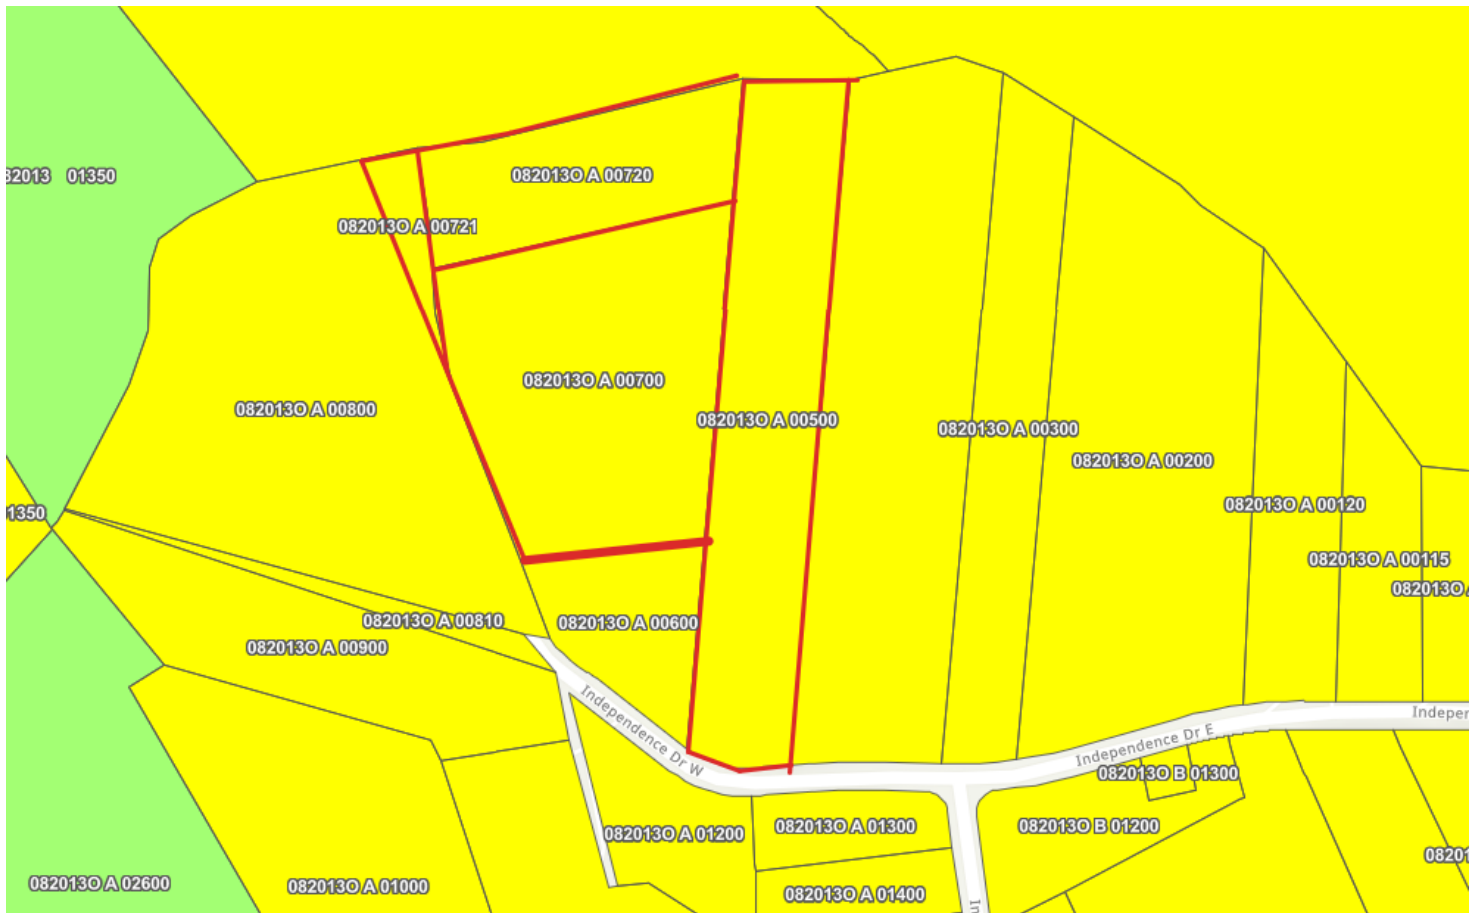 32013 01350
082013O A 00720
082013O A 00721
082013O A 00700
082013O A 00800
082013O A 00500
082013O A 00300
082013O A 00200
082013O A 00120
1350
082013O A 00115
082013O A
082013O A 00810
082013O A 00600
082013O A 00900
Independence Dr W
Indepen
Independence Dr E
082013O B 01300
082013O A 01200
082013O A 01300
082013O B 01200
08201
082013O A 02600
082013O A 01000
082013O A 01400
In